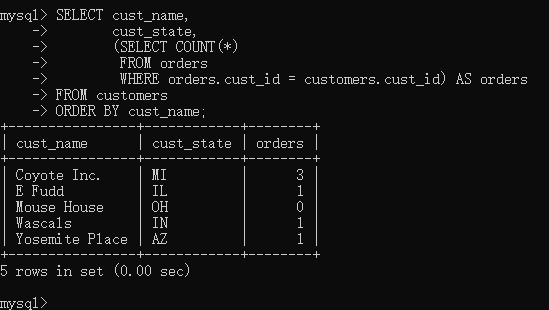 mysql> SELECT cust_name,
    ->        cust_state,
    ->        (SELECT COUNT(*)
    ->         FROM orders
    ->         WHERE orders.cust_id = customers.cust_id) AS orders
    -> FROM customers
    -> ORDER BY cust_name;
+----------------+------------+--------+
| cust_name      | cust_state | orders |
+----------------+------------+--------+
| Coyote Inc.    | MI         |      3 |
| E Fudd         | IL         |      1 |
| Mouse House    | OH         |      0 |
| Wascals        | IN         |      1 |
| Yosemite Place | AZ         |      1 |
+----------------+------------+--------+
5 rows in set (0.00 sec)
mysql>